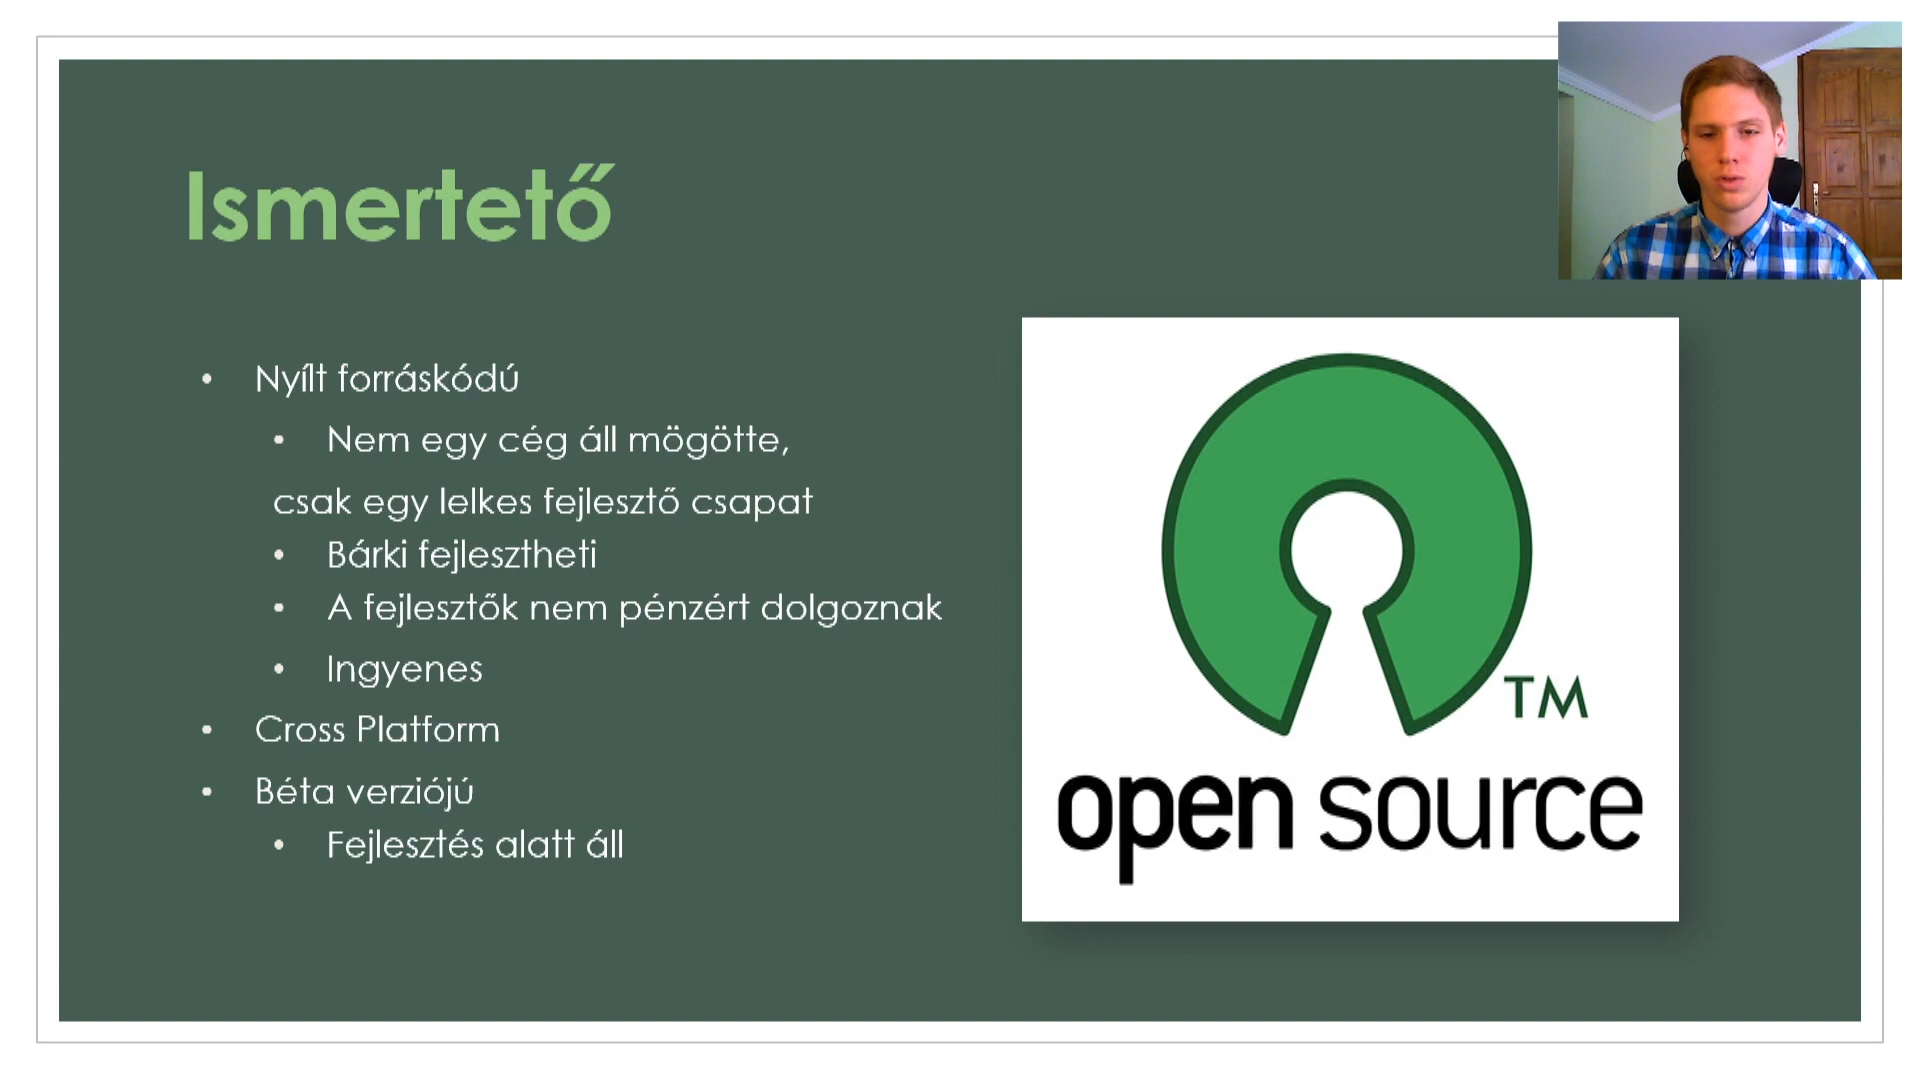 Ismertető
• Nyílt forráskódú
• Nem egy cég áll mögötte,
csak egy lelkes fejlesztő csapat
• Bárki fejlesztheti
• A fejlesztők nem pénzért dolgoznak
• Ingyenes
• Cross Platform
• Béta verziójú
• Fejlesztés alatt áll
TM
open source